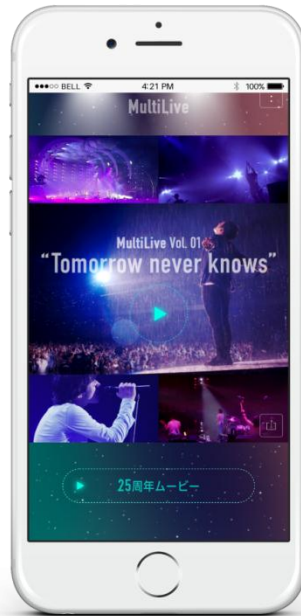 BELL 4:21 PM 100%
MultiLive
MultiLive Vol. 01
“Tomorrow never knows”
25周年ムービー